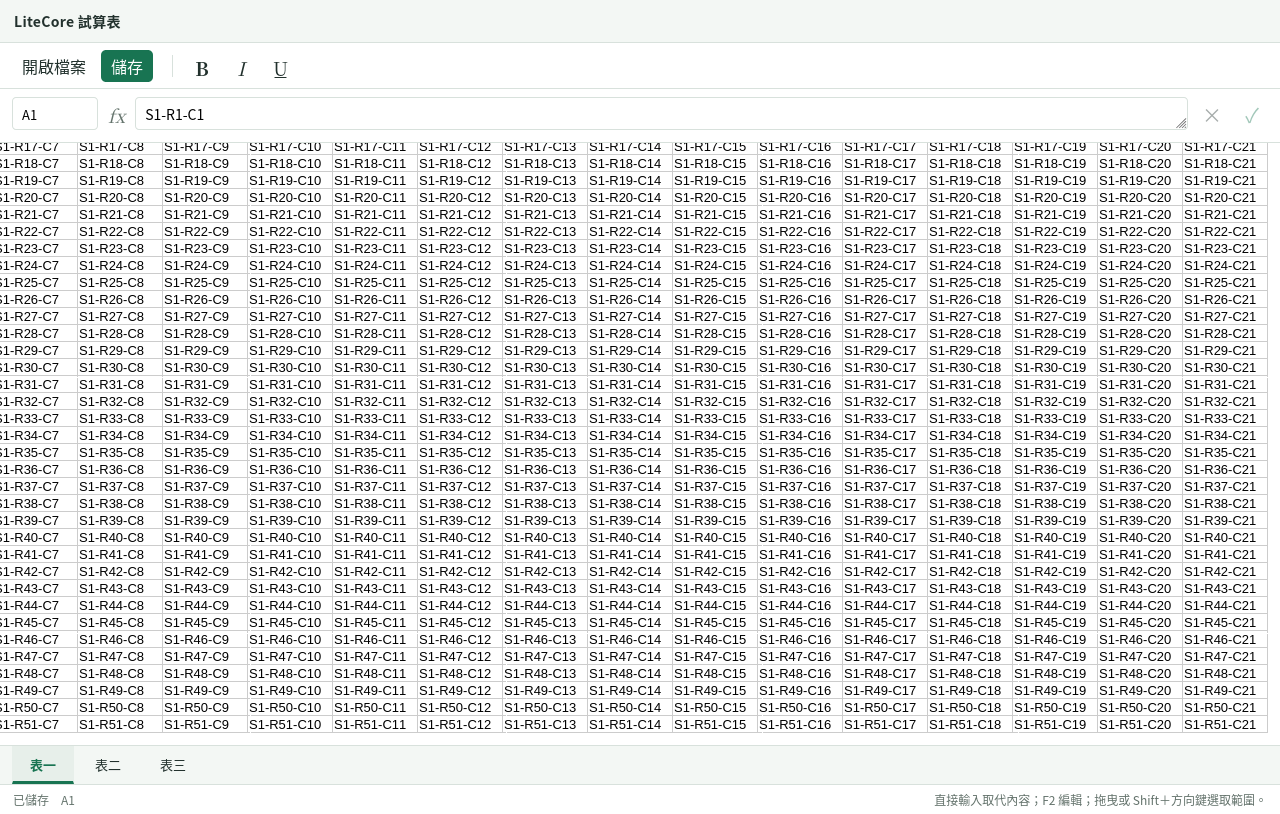 LiteCore 試算表
開啟檔案 儲存 B I U
A1 fx S1-R1-C1
S1-R17-C7 S1-R17-C8 S1-R17-C9 S1-R17-C10 S1-R17-C11 S1-R17-C12 S1-R17-C13 S1-R17-C14 S1-R17-C15 S1-R17-C16 S1-R17-C17 S1-R17-C18 S1-R17-C19 S1-R17-C20 S1-R17-C21
S1-R18-C7 S1-R18-C8 S1-R18-C9 S1-R18-C10 S1-R18-C11 S1-R18-C12 S1-R18-C13 S1-R18-C14 S1-R18-C15 S1-R18-C16 S1-R18-C17 S1-R18-C18 S1-R18-C19 S1-R18-C20 S1-R18-C21
S1-R19-C7 S1-R19-C8 S1-R19-C9 S1-R19-C10 S1-R19-C11 S1-R19-C12 S1-R19-C13 S1-R19-C14 S1-R19-C15 S1-R19-C16 S1-R19-C17 S1-R19-C18 S1-R19-C19 S1-R19-C20 S1-R19-C21
S1-R20-C7 S1-R20-C8 S1-R20-C9 S1-R20-C10 S1-R20-C11 S1-R20-C12 S1-R20-C13 S1-R20-C14 S1-R20-C15 S1-R20-C16 S1-R20-C17 S1-R20-C18 S1-R20-C19 S1-R20-C20 S1-R20-C21
S1-R21-C7 S1-R21-C8 S1-R21-C9 S1-R21-C10 S1-R21-C11 S1-R21-C12 S1-R21-C13 S1-R21-C14 S1-R21-C15 S1-R21-C16 S1-R21-C17 S1-R21-C18 S1-R21-C19 S1-R21-C20 S1-R21-C21
S1-R22-C7 S1-R22-C8 S1-R22-C9 S1-R22-C10 S1-R22-C11 S1-R22-C12 S1-R22-C13 S1-R22-C14 S1-R22-C15 S1-R22-C16 S1-R22-C17 S1-R22-C18 S1-R22-C19 S1-R22-C20 S1-R22-C21
S1-R23-C7 S1-R23-C8 S1-R23-C9 S1-R23-C10 S1-R23-C11 S1-R23-C12 S1-R23-C13 S1-R23-C14 S1-R23-C15 S1-R23-C16 S1-R23-C17 S1-R23-C18 S1-R23-C19 S1-R23-C20 S1-R23-C21
S1-R24-C7 S1-R24-C8 S1-R24-C9 S1-R24-C10 S1-R24-C11 S1-R24-C12 S1-R24-C13 S1-R24-C14 S1-R24-C15 S1-R24-C16 S1-R24-C17 S1-R24-C18 S1-R24-C19 S1-R24-C20 S1-R24-C21
S1-R25-C7 S1-R25-C8 S1-R25-C9 S1-R25-C10 S1-R25-C11 S1-R25-C12 S1-R25-C13 S1-R25-C14 S1-R25-C15 S1-R25-C16 S1-R25-C17 S1-R25-C18 S1-R25-C19 S1-R25-C20 S1-R25-C21
S1-R26-C7 S1-R26-C8 S1-R26-C9 S1-R26-C10 S1-R26-C11 S1-R26-C12 S1-R26-C13 S1-R26-C14 S1-R26-C15 S1-R26-C16 S1-R26-C17 S1-R26-C18 S1-R26-C19 S1-R26-C20 S1-R26-C21
S1-R27-C7 S1-R27-C8 S1-R27-C9 S1-R27-C10 S1-R27-C11 S1-R27-C12 S1-R27-C13 S1-R27-C14 S1-R27-C15 S1-R27-C16 S1-R27-C17 S1-R27-C18 S1-R27-C19 S1-R27-C20 S1-R27-C21
S1-R28-C7 S1-R28-C8 S1-R28-C9 S1-R28-C10 S1-R28-C11 S1-R28-C12 S1-R28-C13 S1-R28-C14 S1-R28-C15 S1-R28-C16 S1-R28-C17 S1-R28-C18 S1-R28-C19 S1-R28-C20 S1-R28-C21
S1-R29-C7 S1-R29-C8 S1-R29-C9 S1-R29-C10 S1-R29-C11 S1-R29-C12 S1-R29-C13 S1-R29-C14 S1-R29-C15 S1-R29-C16 S1-R29-C17 S1-R29-C18 S1-R29-C19 S1-R29-C20 S1-R29-C21
S1-R30-C7 S1-R30-C8 S1-R30-C9 S1-R30-C10 S1-R30-C11 S1-R30-C12 S1-R30-C13 S1-R30-C14 S1-R30-C15 S1-R30-C16 S1-R30-C17 S1-R30-C18 S1-R30-C19 S1-R30-C20 S1-R30-C21
S1-R31-C7 S1-R31-C8 S1-R31-C9 S1-R31-C10 S1-R31-C11 S1-R31-C12 S1-R31-C13 S1-R31-C14 S1-R31-C15 S1-R31-C16 S1-R31-C17 S1-R31-C18 S1-R31-C19 S1-R31-C20 S1-R31-C21
S1-R32-C7 S1-R32-C8 S1-R32-C9 S1-R32-C10 S1-R32-C11 S1-R32-C12 S1-R32-C13 S1-R32-C14 S1-R32-C15 S1-R32-C16 S1-R32-C17 S1-R32-C18 S1-R32-C19 S1-R32-C20 S1-R32-C21
S1-R33-C7 S1-R33-C8 S1-R33-C9 S1-R33-C10 S1-R33-C11 S1-R33-C12 S1-R33-C13 S1-R33-C14 S1-R33-C15 S1-R33-C16 S1-R33-C17 S1-R33-C18 S1-R33-C19 S1-R33-C20 S1-R33-C21
S1-R34-C7 S1-R34-C8 S1-R34-C9 S1-R34-C10 S1-R34-C11 S1-R34-C12 S1-R34-C13 S1-R34-C14 S1-R34-C15 S1-R34-C16 S1-R34-C17 S1-R34-C18 S1-R34-C19 S1-R34-C20 S1-R34-C21
S1-R35-C7 S1-R35-C8 S1-R35-C9 S1-R35-C10 S1-R35-C11 S1-R35-C12 S1-R35-C13 S1-R35-C14 S1-R35-C15 S1-R35-C16 S1-R35-C17 S1-R35-C18 S1-R35-C19 S1-R35-C20 S1-R35-C21
S1-R36-C7 S1-R36-C8 S1-R36-C9 S1-R36-C10 S1-R36-C11 S1-R36-C12 S1-R36-C13 S1-R36-C14 S1-R36-C15 S1-R36-C16 S1-R36-C17 S1-R36-C18 S1-R36-C19 S1-R36-C20 S1-R36-C21
S1-R37-C7 S1-R37-C8 S1-R37-C9 S1-R37-C10 S1-R37-C11 S1-R37-C12 S1-R37-C13 S1-R37-C14 S1-R37-C15 S1-R37-C16 S1-R37-C17 S1-R37-C18 S1-R37-C19 S1-R37-C20 S1-R37-C21
S1-R38-C7 S1-R38-C8 S1-R38-C9 S1-R38-C10 S1-R38-C11 S1-R38-C12 S1-R38-C13 S1-R38-C14 S1-R38-C15 S1-R38-C16 S1-R38-C17 S1-R38-C18 S1-R38-C19 S1-R38-C20 S1-R38-C21
S1-R39-C7 S1-R39-C8 S1-R39-C9 S1-R39-C10 S1-R39-C11 S1-R39-C12 S1-R39-C13 S1-R39-C14 S1-R39-C15 S1-R39-C16 S1-R39-C17 S1-R39-C18 S1-R39-C19 S1-R39-C20 S1-R39-C21
S1-R40-C7 S1-R40-C8 S1-R40-C9 S1-R40-C10 S1-R40-C11 S1-R40-C12 S1-R40-C13 S1-R40-C14 S1-R40-C15 S1-R40-C16 S1-R40-C17 S1-R40-C18 S1-R40-C19 S1-R40-C20 S1-R40-C21
S1-R41-C7 S1-R41-C8 S1-R41-C9 S1-R41-C10 S1-R41-C11 S1-R41-C12 S1-R41-C13 S1-R41-C14 S1-R41-C15 S1-R41-C16 S1-R41-C17 S1-R41-C18 S1-R41-C19 S1-R41-C20 S1-R41-C21
S1-R42-C7 S1-R42-C8 S1-R42-C9 S1-R42-C10 S1-R42-C11 S1-R42-C12 S1-R42-C13 S1-R42-C14 S1-R42-C15 S1-R42-C16 S1-R42-C17 S1-R42-C18 S1-R42-C19 S1-R42-C20 S1-R42-C21
S1-R43-C7 S1-R43-C8 S1-R43-C9 S1-R43-C10 S1-R43-C11 S1-R43-C12 S1-R43-C13 S1-R43-C14 S1-R43-C15 S1-R43-C16 S1-R43-C17 S1-R43-C18 S1-R43-C19 S1-R43-C20 S1-R43-C21
S1-R44-C7 S1-R44-C8 S1-R44-C9 S1-R44-C10 S1-R44-C11 S1-R44-C12 S1-R44-C13 S1-R44-C14 S1-R44-C15 S1-R44-C16 S1-R44-C17 S1-R44-C18 S1-R44-C19 S1-R44-C20 S1-R44-C21
S1-R45-C7 S1-R45-C8 S1-R45-C9 S1-R45-C10 S1-R45-C11 S1-R45-C12 S1-R45-C13 S1-R45-C14 S1-R45-C15 S1-R45-C16 S1-R45-C17 S1-R45-C18 S1-R45-C19 S1-R45-C20 S1-R45-C21
S1-R46-C7 S1-R46-C8 S1-R46-C9 S1-R46-C10 S1-R46-C11 S1-R46-C12 S1-R46-C13 S1-R46-C14 S1-R46-C15 S1-R46-C16 S1-R46-C17 S1-R46-C18 S1-R46-C19 S1-R46-C20 S1-R46-C21
S1-R47-C7 S1-R47-C8 S1-R47-C9 S1-R47-C10 S1-R47-C11 S1-R47-C12 S1-R47-C13 S1-R47-C14 S1-R47-C15 S1-R47-C16 S1-R47-C17 S1-R47-C18 S1-R47-C19 S1-R47-C20 S1-R47-C21
S1-R48-C7 S1-R48-C8 S1-R48-C9 S1-R48-C10 S1-R48-C11 S1-R48-C12 S1-R48-C13 S1-R48-C14 S1-R48-C15 S1-R48-C16 S1-R48-C17 S1-R48-C18 S1-R48-C19 S1-R48-C20 S1-R48-C21
S1-R49-C7 S1-R49-C8 S1-R49-C9 S1-R49-C10 S1-R49-C11 S1-R49-C12 S1-R49-C13 S1-R49-C14 S1-R49-C15 S1-R49-C16 S1-R49-C17 S1-R49-C18 S1-R49-C19 S1-R49-C20 S1-R49-C21
S1-R50-C7 S1-R50-C8 S1-R50-C9 S1-R50-C10 S1-R50-C11 S1-R50-C12 S1-R50-C13 S1-R50-C14 S1-R50-C15 S1-R50-C16 S1-R50-C17 S1-R50-C18 S1-R50-C19 S1-R50-C20 S1-R50-C21
S1-R51-C7 S1-R51-C8 S1-R51-C9 S1-R51-C10 S1-R51-C11 S1-R51-C12 S1-R51-C13 S1-R51-C14 S1-R51-C15 S1-R51-C16 S1-R51-C17 S1-R51-C18 S1-R51-C19 S1-R51-C20 S1-R51-C21
表一 表二 表三
已儲存 A1 直接輸入取代內容；F2 編輯；拖曳或 Shift＋方向鍵選取範圍。